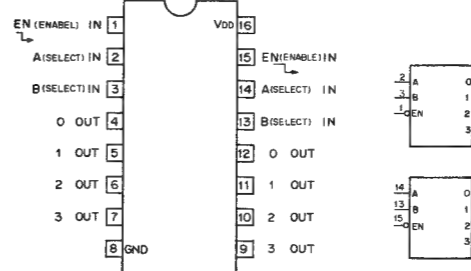 EN (ENABEL) IN 1
A(SELECT) IN 2
B(SELECT) IN 3
0 OUT 4
1 OUT 5
2 OUT 6
3 OUT 7
8 GND
VDD 16
15 EN(ENABLE)IN
14 A(SELECT) IN
13 B(SELECT) IN
12 0 OUT
11 1 OUT
10 2 OUT
9 3 OUT
2 A 0
3 B 1
1 EN 2
3
14 A 0
13 B 1
15 EN 2
3